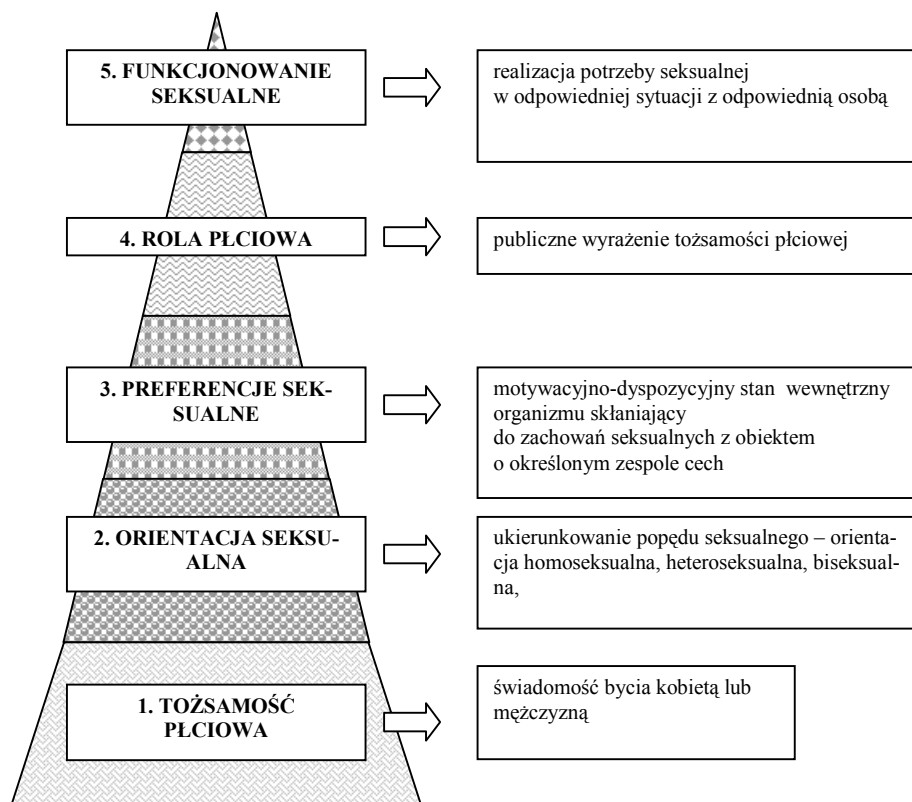 5. FUNKCJONOWANIE
SEKSUALNE
realizacja potrzeby seksualnej
w odpowiedniej sytuacji z odpowiednią osobą
4. ROLA PŁCIOWA
publiczne wyrażenie tożsamości płciowej
3. PREFERENCJE SEK-
SUALNE
motywacyjno-dyspozycyjny stan wewnętrzny
organizmu skłaniający
do zachowań seksualnych z obiektem
o określonym zespole cech
2. ORIENTACJA SEKSU-
ALNA
ukierunkowanie popędu seksualnego – orienta-
cja homoseksualna, heteroseksualna, biseksual-
na,
1. TOŻSAMOŚĆ
PŁCIOWA
świadomość bycia kobietą lub
mężczyzną